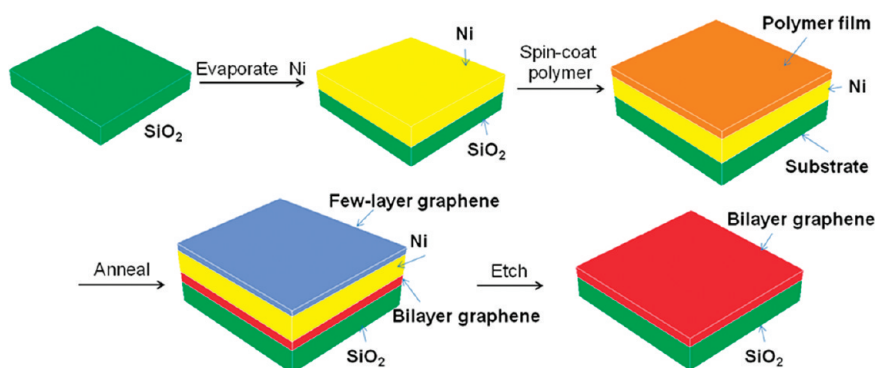 SiO₂
Evaporate Ni
Ni
SiO₂
Spin-coat
polymer
Polymer film
Ni
Substrate
Anneal
Few-layer graphene
Ni
Bilayer graphene
SiO₂
Etch
Bilayer graphene
SiO₂